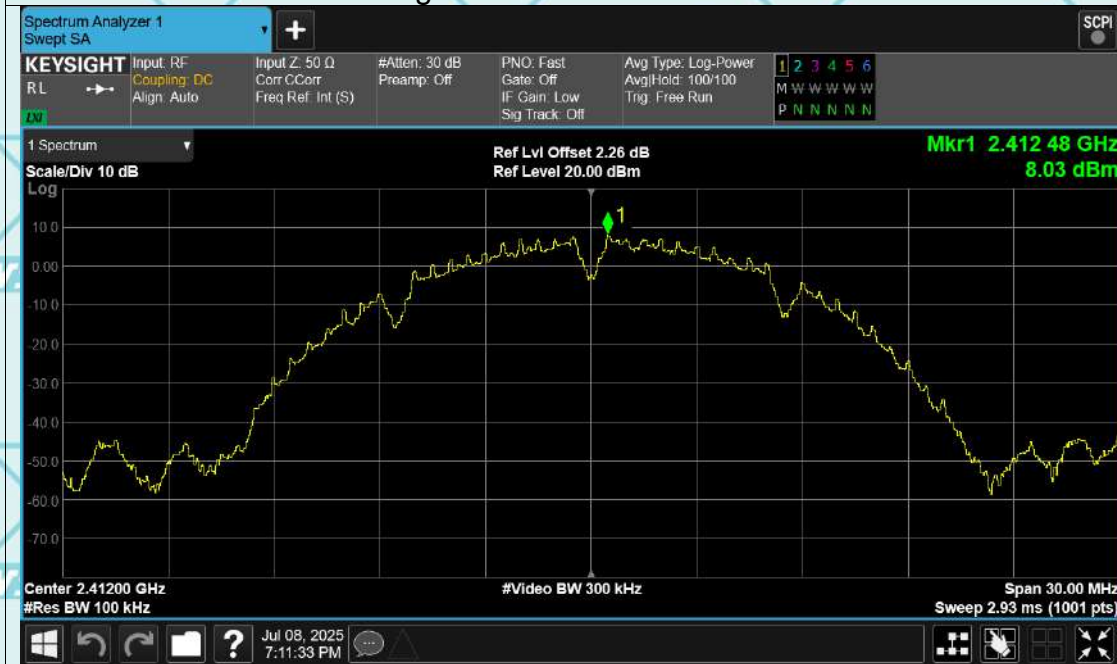 Spectrum Analyzer 1
Swept SA
+
SCPI
KEYSIGHT
RL
LXI
Input: RF
Coupling: DC
Align: Auto
Input Z: 50 Ω
Corr CCorr
Freq Ref: Int (S)
#Atten: 30 dB
Preamp: Off
PNO: Fast
Gate: Off
IF Gain: Low
Sig Track: Off
Avg Type: Log-Power
Avg|Hold: 100/100
Trig: Free Run
1 2 3 4 5 6
M W W W W W
P N N N N N
1 Spectrum
Scale/Div 10 dB
Ref Lvl Offset 2.26 dB
Ref Level 20.00 dBm
Mkr1 2.412 48 GHz
8.03 dBm
Log
1
10.0
0.00
-10.0
-20.0
-30.0
-40.0
-50.0
-60.0
-70.0
Center 2.41200 GHz
#Video BW 300 kHz
Span 30.00 MHz
#Res BW 100 kHz
Sweep 2.93 ms (1001 pts)
?
Jul 08, 2025
7:11:33 PM